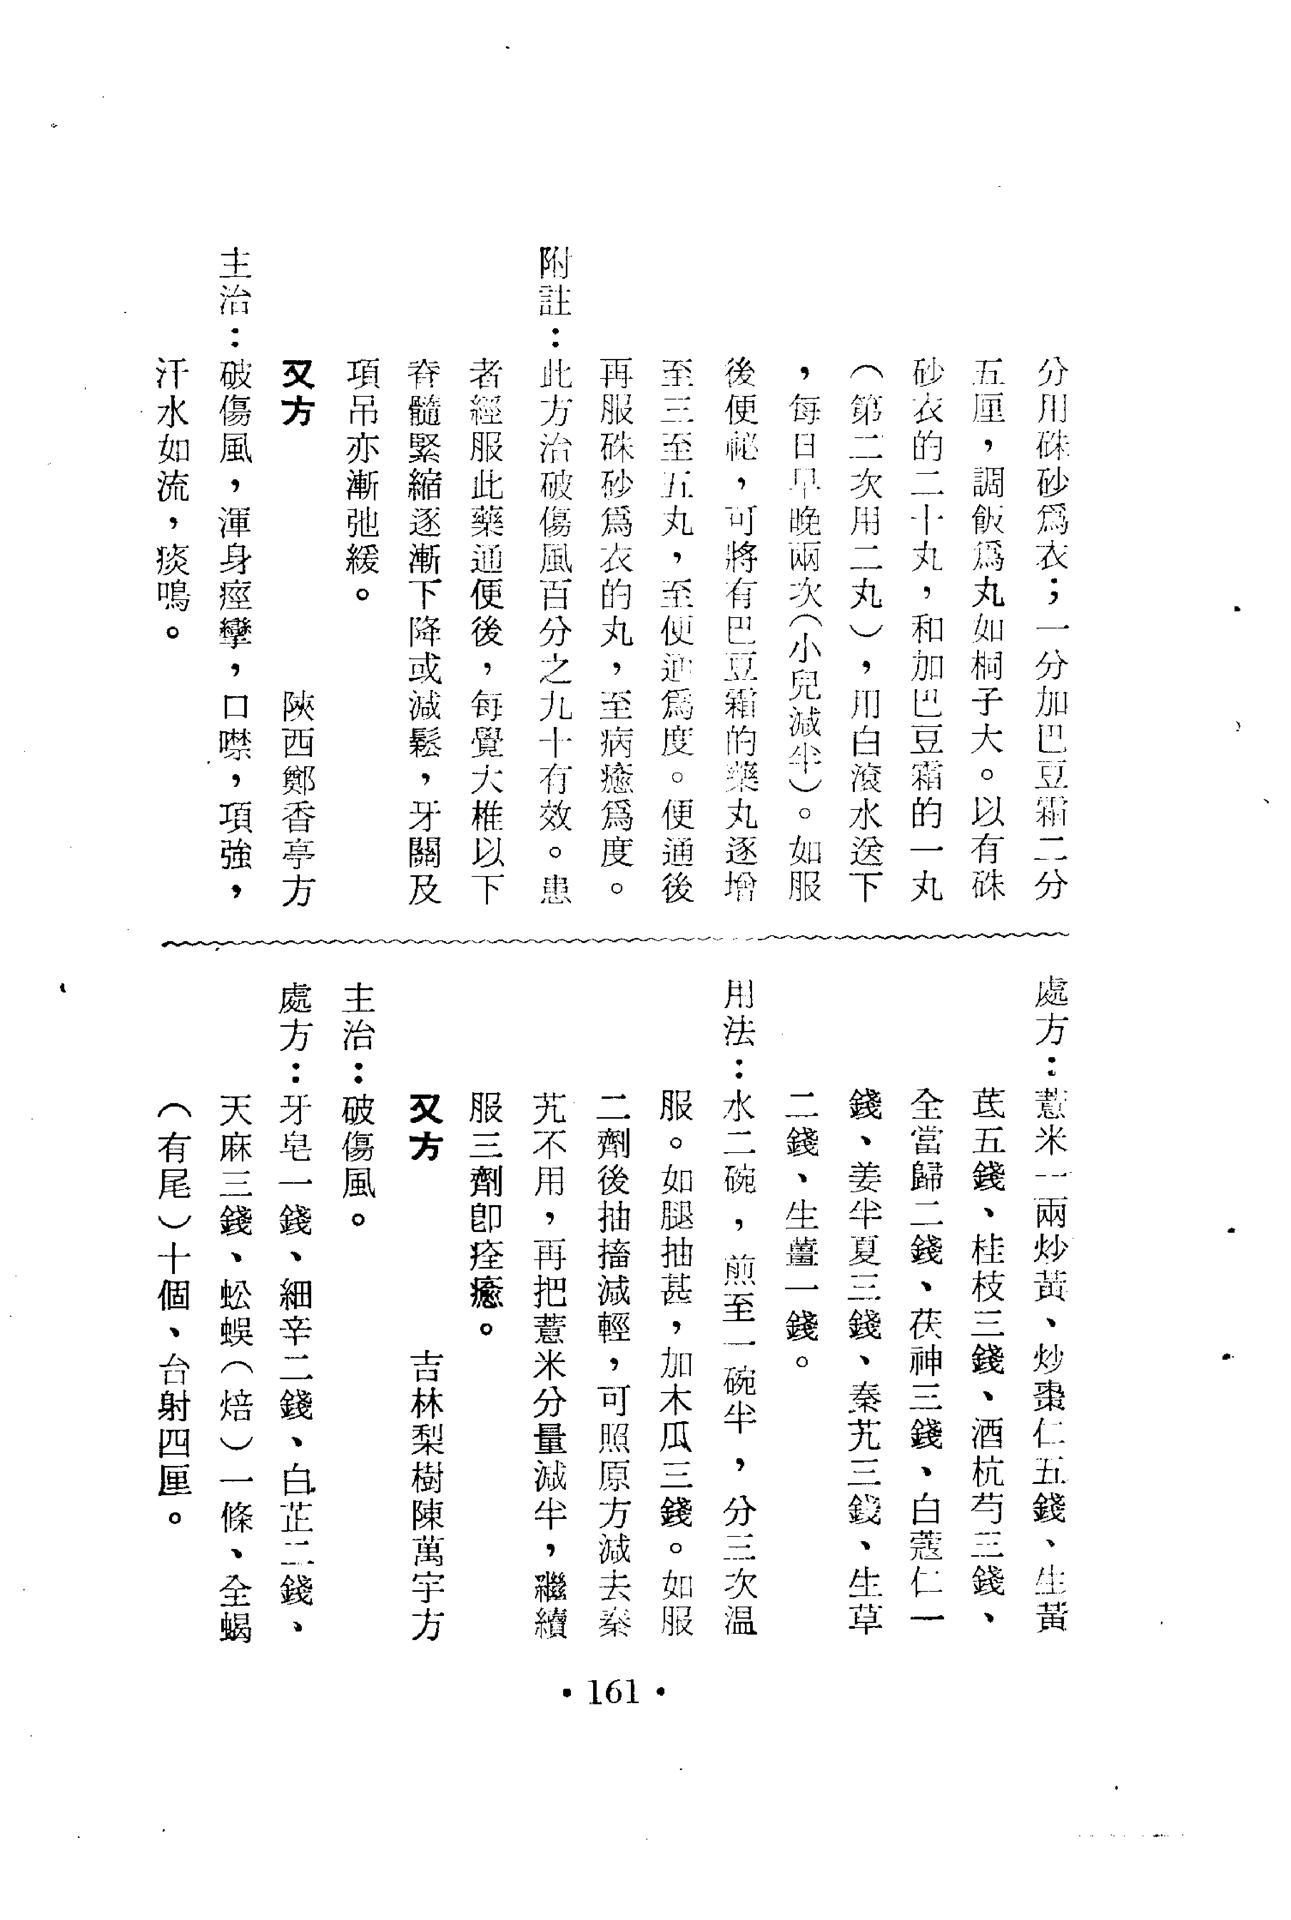 分用硃砂爲衣；一分加巴豆霜二分
五厘，調飯爲丸如桐子大。以有硃
砂衣的二十丸，和加巴豆霜的一丸
（第二次用二丸），用白滾水送下
，每日早晚兩次（小兒減半）。如服
後便祕，可將有巴豆霜的藥丸逐增
至三至五丸，至便通爲度。便通後
再服硃砂爲衣的丸，至病癒爲度。
附註：此方治破傷風百分之九十有效。患
者經服此藥通便後，每覺大椎以下
脊髓緊縮逐漸下降或減鬆，牙關及
項吊亦漸弛緩。
又方 陝西鄭香亭方
主治：破傷風，渾身痙攣，口噤，項強，
汗水如流，痰鳴。
處方：薏米一兩炒黃、炒棗仁五錢、生黃
芪五錢、桂枝三錢、酒杭芍三錢、
全當歸二錢、茯神三錢、白蔻仁一
錢、姜半夏三錢、秦艽三錢、生草
二錢、生薑一錢。
用法：水二碗，煎至一碗半，分三次温
服。如腿抽甚，加木瓜三錢。如服
二劑後抽搐減輕，可照原方減去秦
艽不用，再把薏米分量減半，繼續
服三劑卽痊癒。
又方 吉林梨樹陳萬宇方
主治：破傷風。
處方：牙皂一錢、細辛二錢、白芷二錢、
天麻三錢、蚣蜈（焙）一條、全蝎
（有尾）十個、台射四厘。
• 161 •